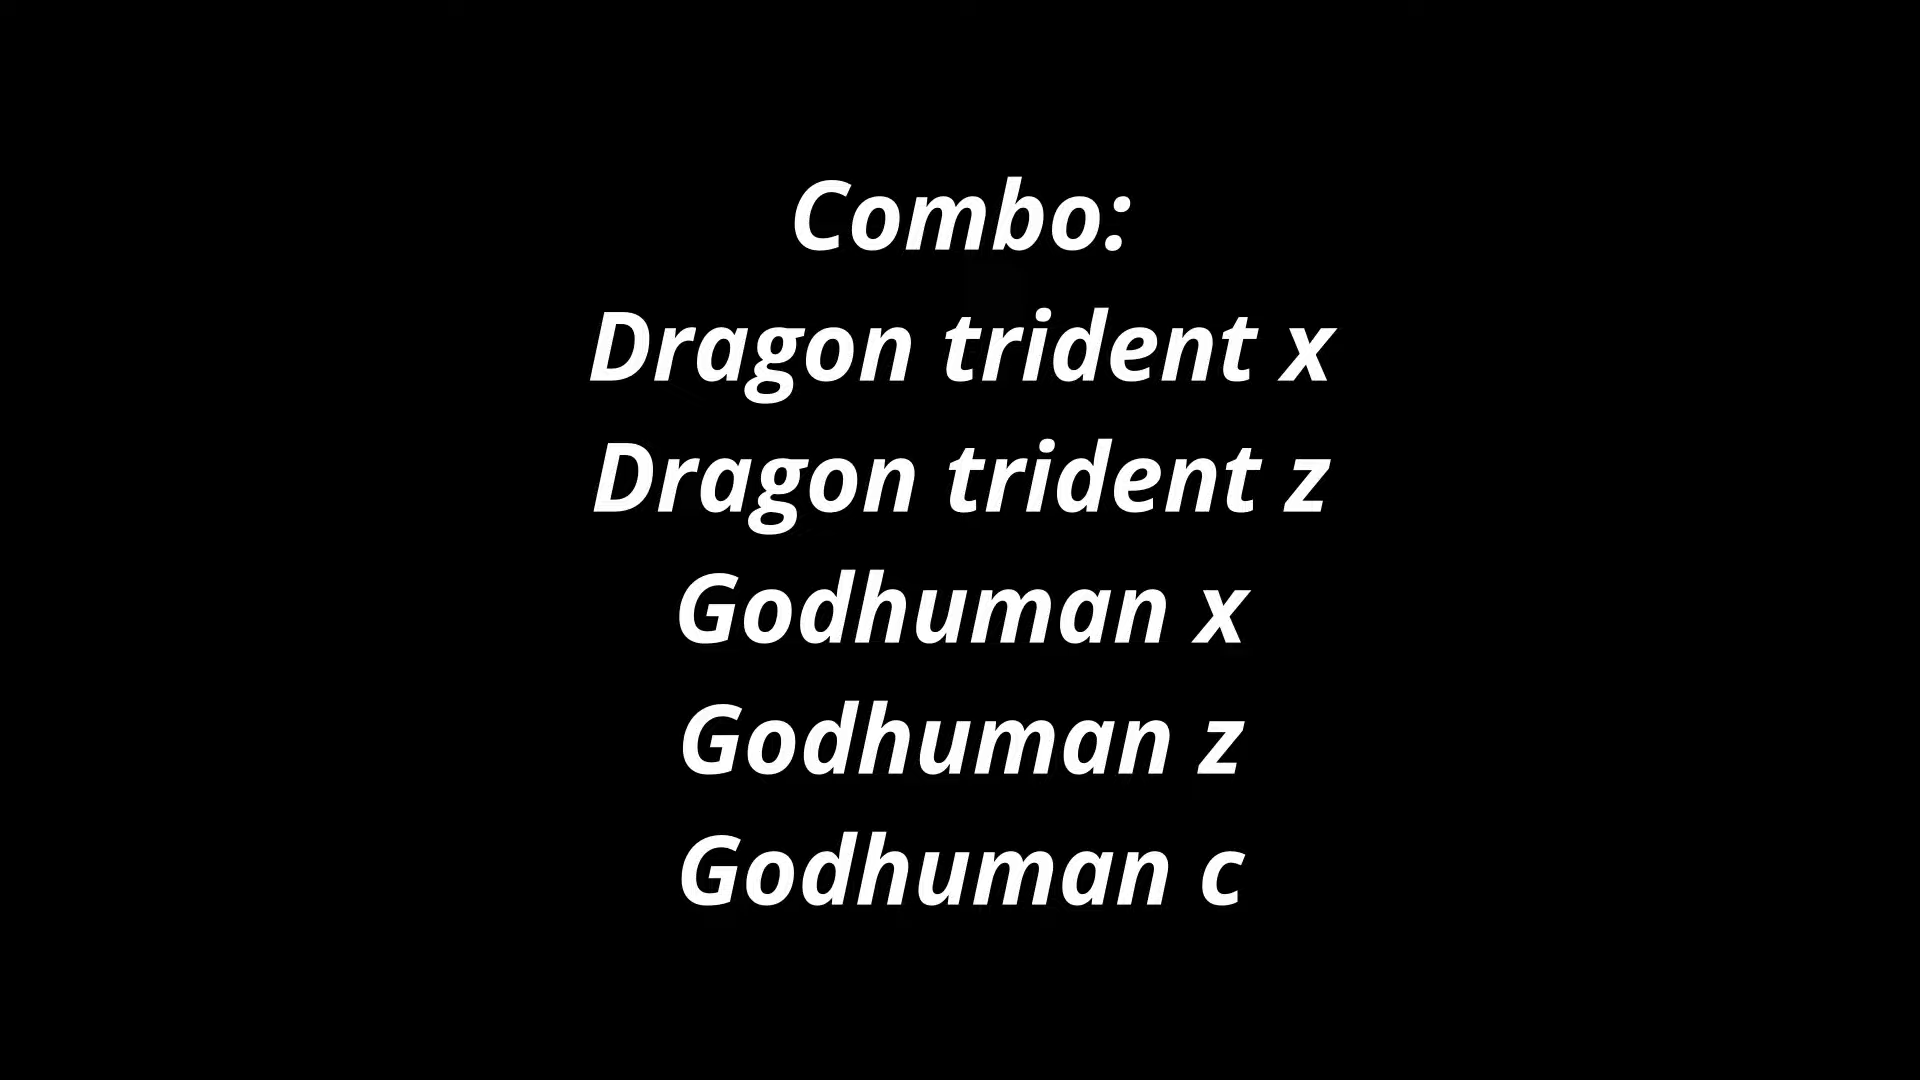 Combo:
Dragon trident x
Dragon trident z
Godhuman x
Godhuman z
Godhuman c